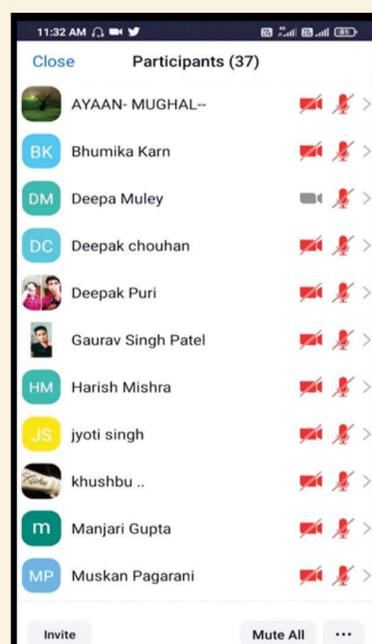 11:32 AM
Close Participants (37)
AYAAN- MUGHAL--
BK Bhumika Karn
DM Deepa Muley
DC Deepak chouhan
Deepak Puri
Gaurav Singh Patel
HM Harish Mishra
JS jyoti singh
khushbu ..
m Manjari Gupta
MP Muskan Pagarani
Invite Mute All ...